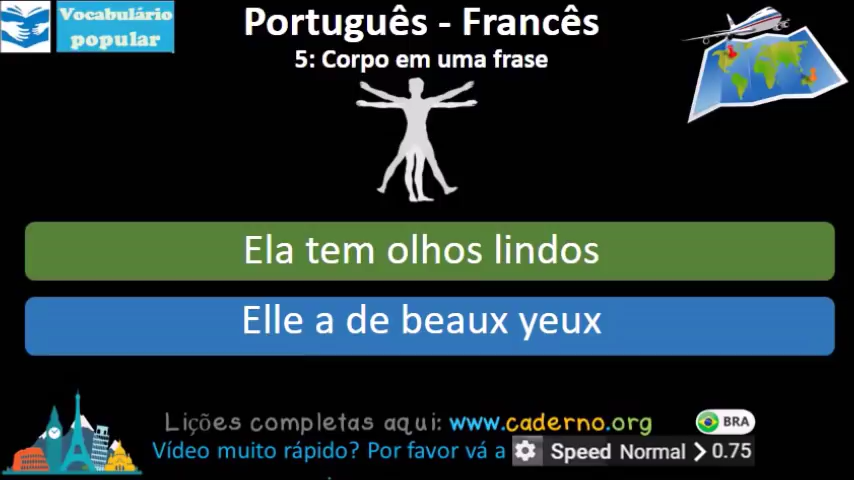 Vocabulário
popular
Português - Francês
5: Corpo em uma frase
Ela tem olhos lindos
Elle a de beaux yeux
Lições completas aqui: www.caderno.org
BRA
Vídeo muito rápido? Por favor vá a Speed Normal > 0.75